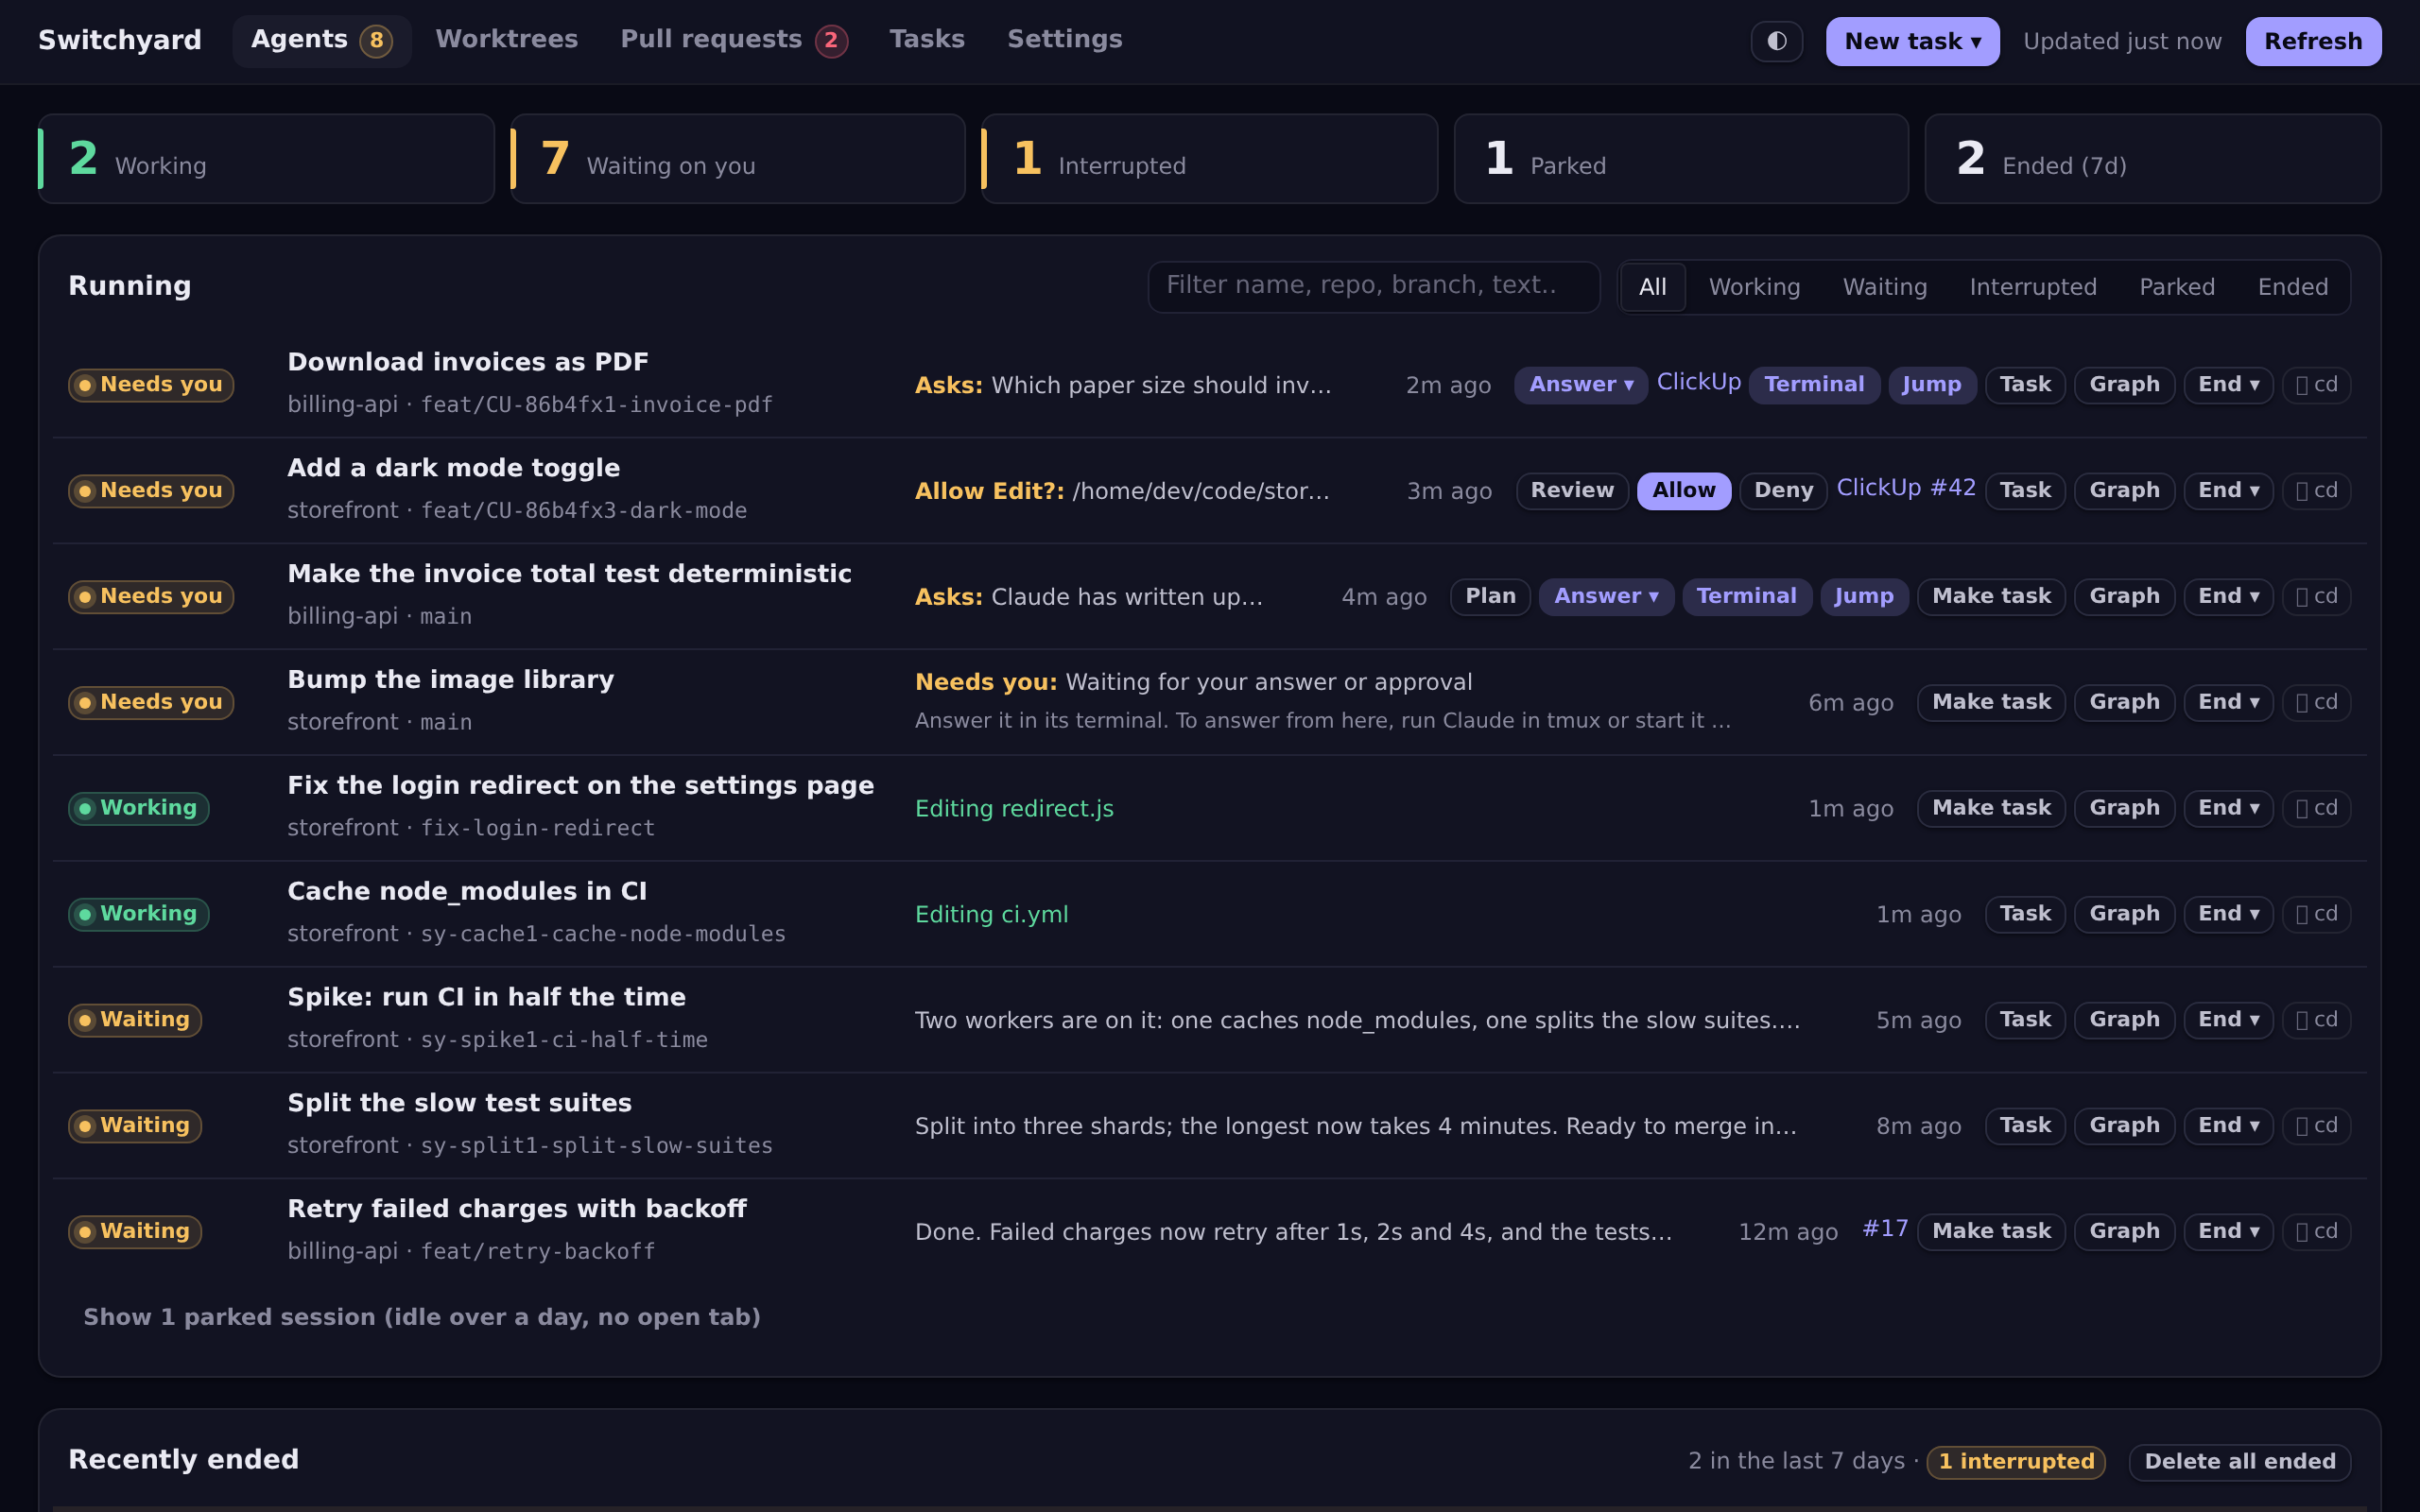 Switchyard Agents 8 Worktrees Pull requests 2 Tasks Settings New task ▾ Updated just now Refresh
2 Working 7 Waiting on you 1 Interrupted 1 Parked 2 Ended (7d)
Running Filter name, repo, branch, text.. All Working Waiting Interrupted Parked Ended
Needs you Download invoices as PDF Asks: Which paper size should inv… 2m ago Answer ▾ ClickUp Terminal Jump Task Graph End ▾ cd
billing-api · feat/CU-86b4fx1-invoice-pdf
Needs you Add a dark mode toggle Allow Edit?: /home/dev/code/stor… 3m ago Review Allow Deny ClickUp #42 Task Graph End ▾ cd
storefront · feat/CU-86b4fx3-dark-mode
Needs you Make the invoice total test deterministic Asks: Claude has written up… 4m ago Plan Answer ▾ Terminal Jump Make task Graph End ▾ cd
billing-api · main
Needs you Bump the image library Needs you: Waiting for your answer or approval 6m ago Make task Graph End ▾ cd
storefront · main Answer it in its terminal. To answer from here, run Claude in tmux or start it …
Working Fix the login redirect on the settings page Editing redirect.js 1m ago Make task Graph End ▾ cd
storefront · fix-login-redirect
Working Cache node_modules in CI Editing ci.yml 1m ago Task Graph End ▾ cd
storefront · sy-cache1-cache-node-modules
Waiting Spike: run CI in half the time Two workers are on it: one caches node_modules, one splits the slow suites.… 5m ago Task Graph End ▾ cd
storefront · sy-spike1-ci-half-time
Waiting Split the slow test suites Split into three shards; the longest now takes 4 minutes. Ready to merge in… 8m ago Task Graph End ▾ cd
storefront · sy-split1-split-slow-suites
Waiting Retry failed charges with backoff Done. Failed charges now retry after 1s, 2s and 4s, and the tests… 12m ago #17 Make task Graph End ▾ cd
billing-api · feat/retry-backoff
Show 1 parked session (idle over a day, no open tab)
Recently ended 2 in the last 7 days · 1 interrupted Delete all ended